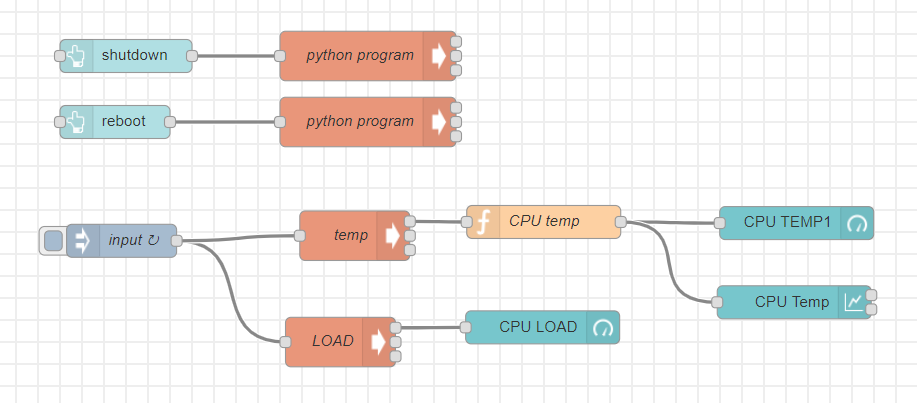 shutdown
python program
reboot
python program
input ↻
temp
CPU temp
CPU TEMP1
CPU Temp
LOAD
CPU LOAD